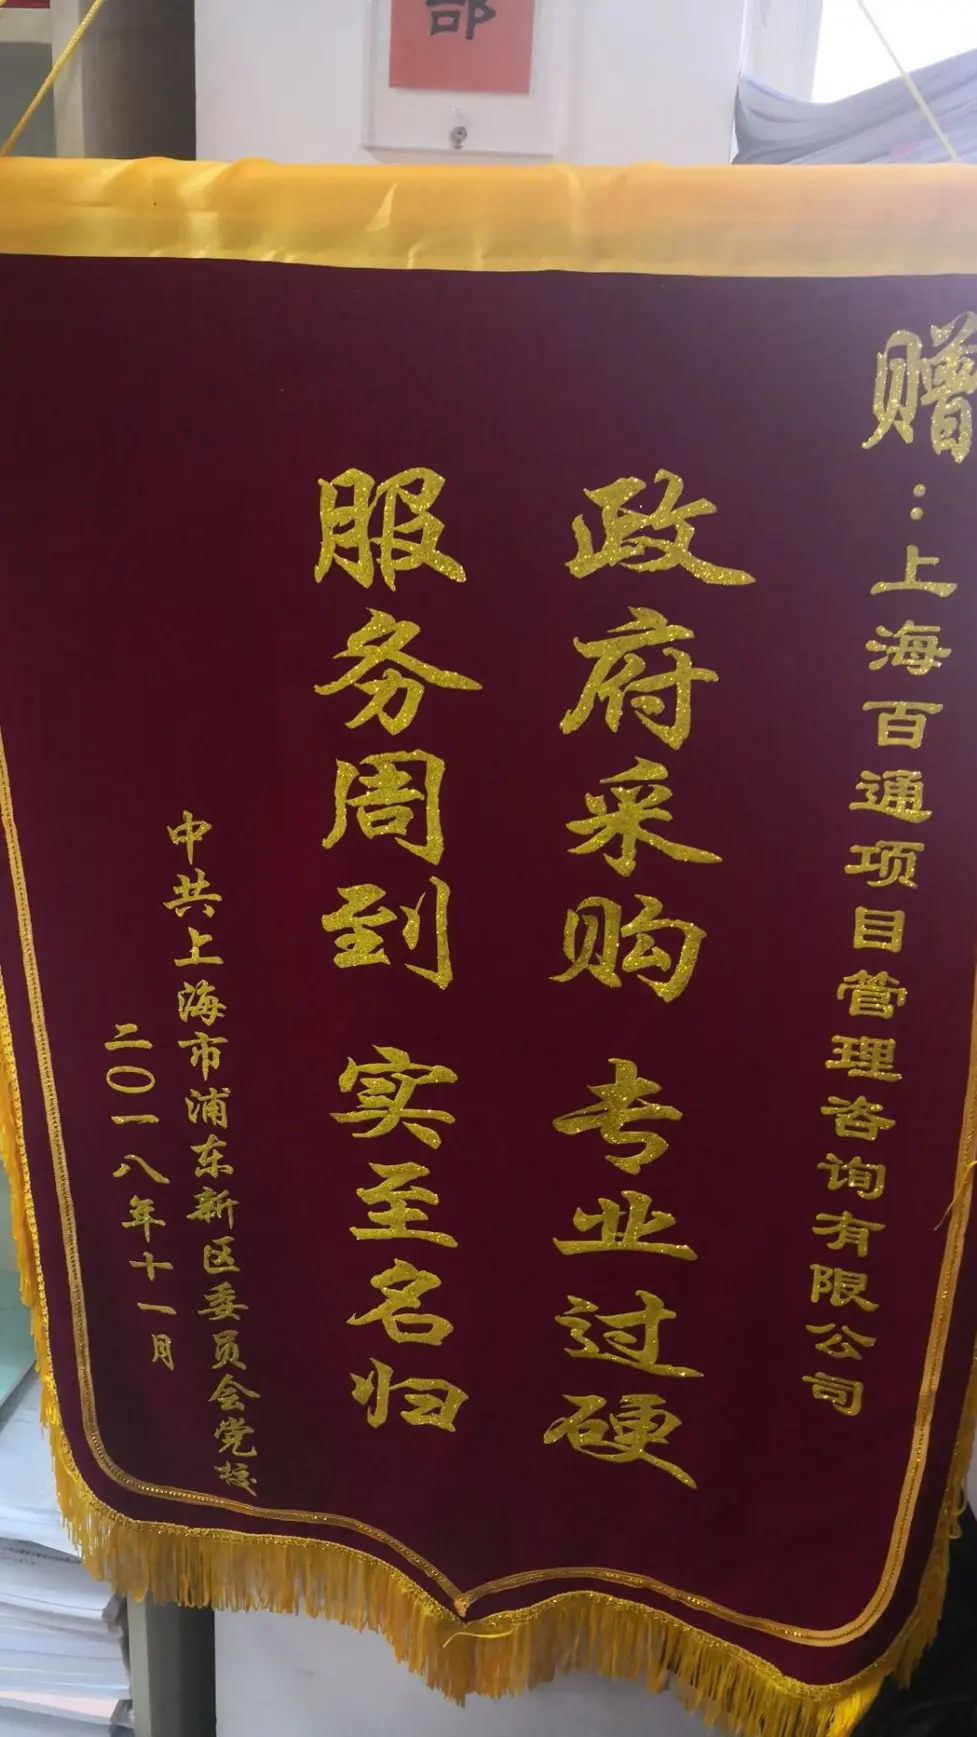 部
赠：上海百通项目管理咨询有限公司
政府采购 专业过硬
服务周到 实至名归
中共上海市浦东新区委员会党校
二〇一八年十一月